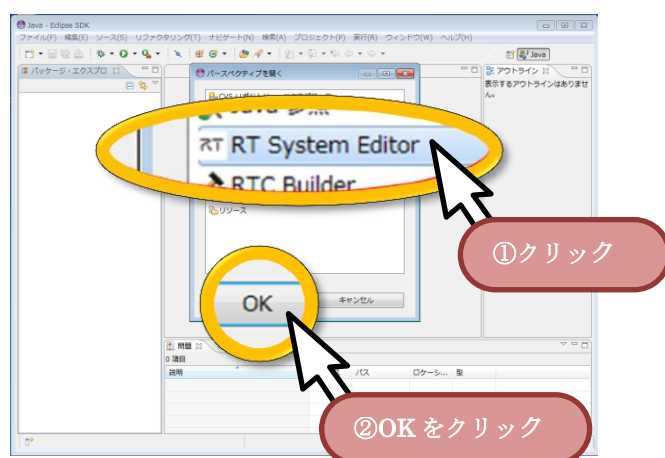 Java - Eclipse SDK
ファイル(F) 編集(E) ソース(S) リファクタリング(T) ナビゲート(N) 検索(A) プロジェクト(P) 実行(R) ウィンドウ(W) ヘルプ(H)
Java
パッケージ・エクスプロ
パースペクティブを開く
アウトライン
表示するアウトラインはありません。
RT RT System Editor
RTC Builder
リソース
①クリック
OK
キャンセル
問題
0 項目
説明
パス
ロケーシ...
型
②OK をクリック